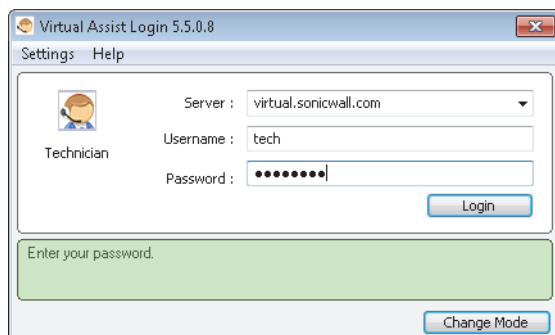 Virtual Assist Login 5.5.0.8
Settings Help
Server : virtual.sonicwall.com
Username : tech
Technician
Password : ●●●●●●●●
Login
Enter your password.
Change Mode